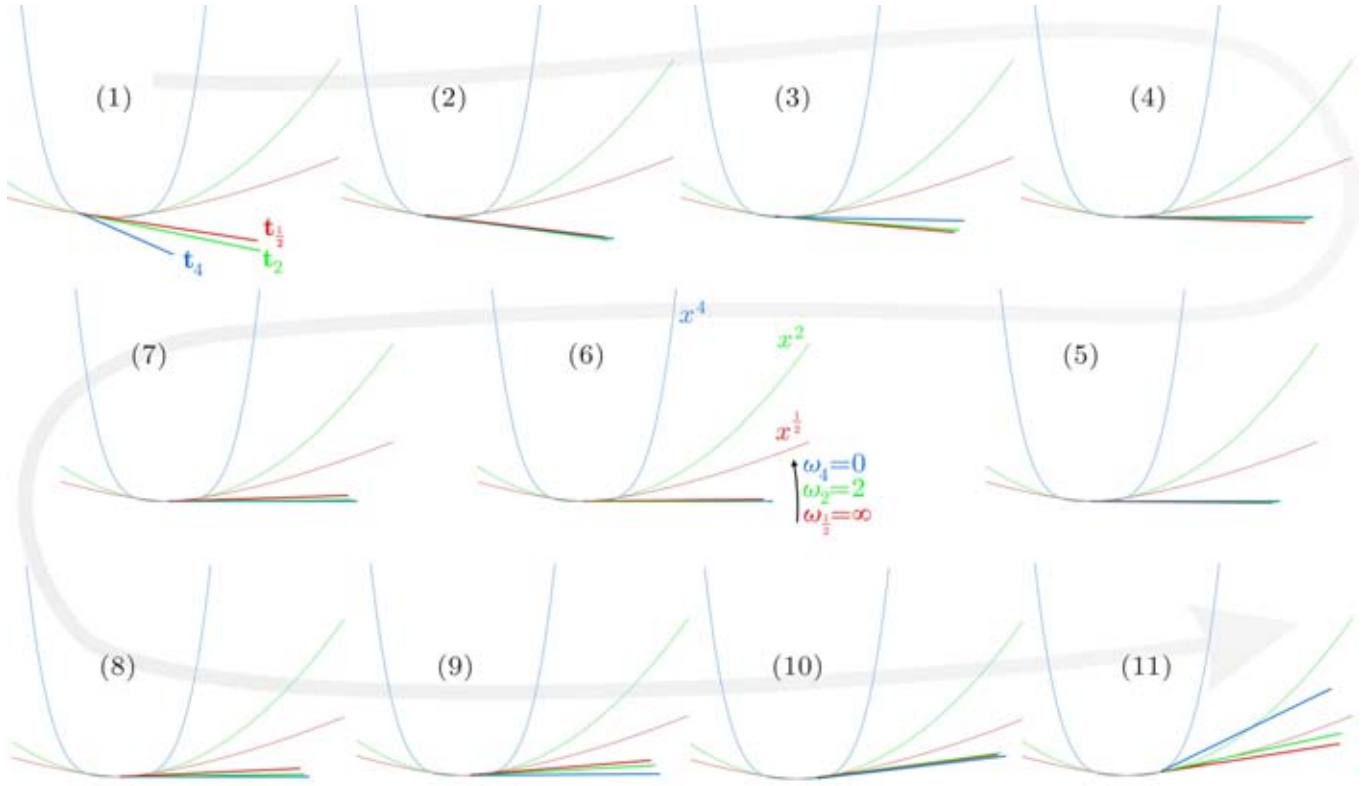 (1) (2) (3) (4)
t½
t₄ t₂
(7) (6) x⁴ (5)
x²
x½
ω₄=0
ω₂=2
ω½=∞
(8) (9) (10) (11)